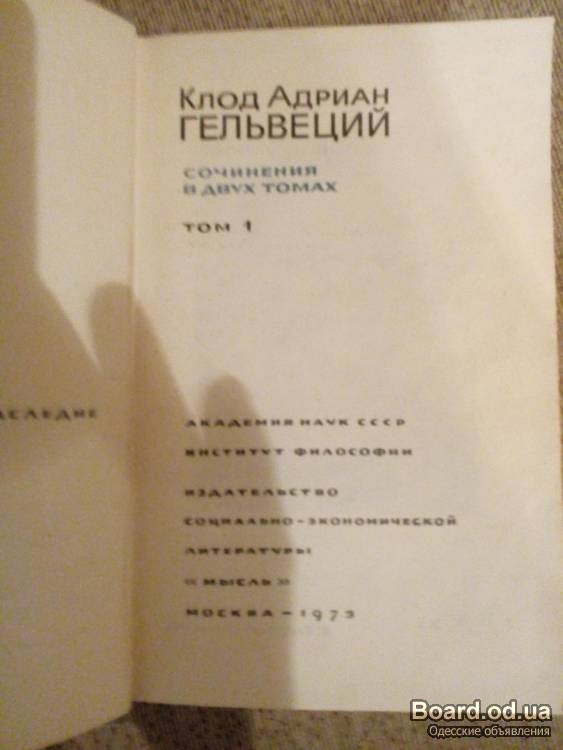 Клод Адриан
ГЕЛЬВЕЦИЙ
СОЧИНЕНИЯ
В ДВУХ ТОМАХ
ТОМ 1
АСЛЕДИЕ
АКАДЕМИЯ НАУК СССР
ИНСТИТУТ ФИЛОСОФИИ
ИЗДАТЕЛЬСТВО
СОЦИАЛЬНО-ЭКОНОМИЧЕСКОЙ
ЛИТЕРАТУРЫ
«МЫСЛЬ»
МОСКВА-1973
Board.od.ua
Одесские объявления